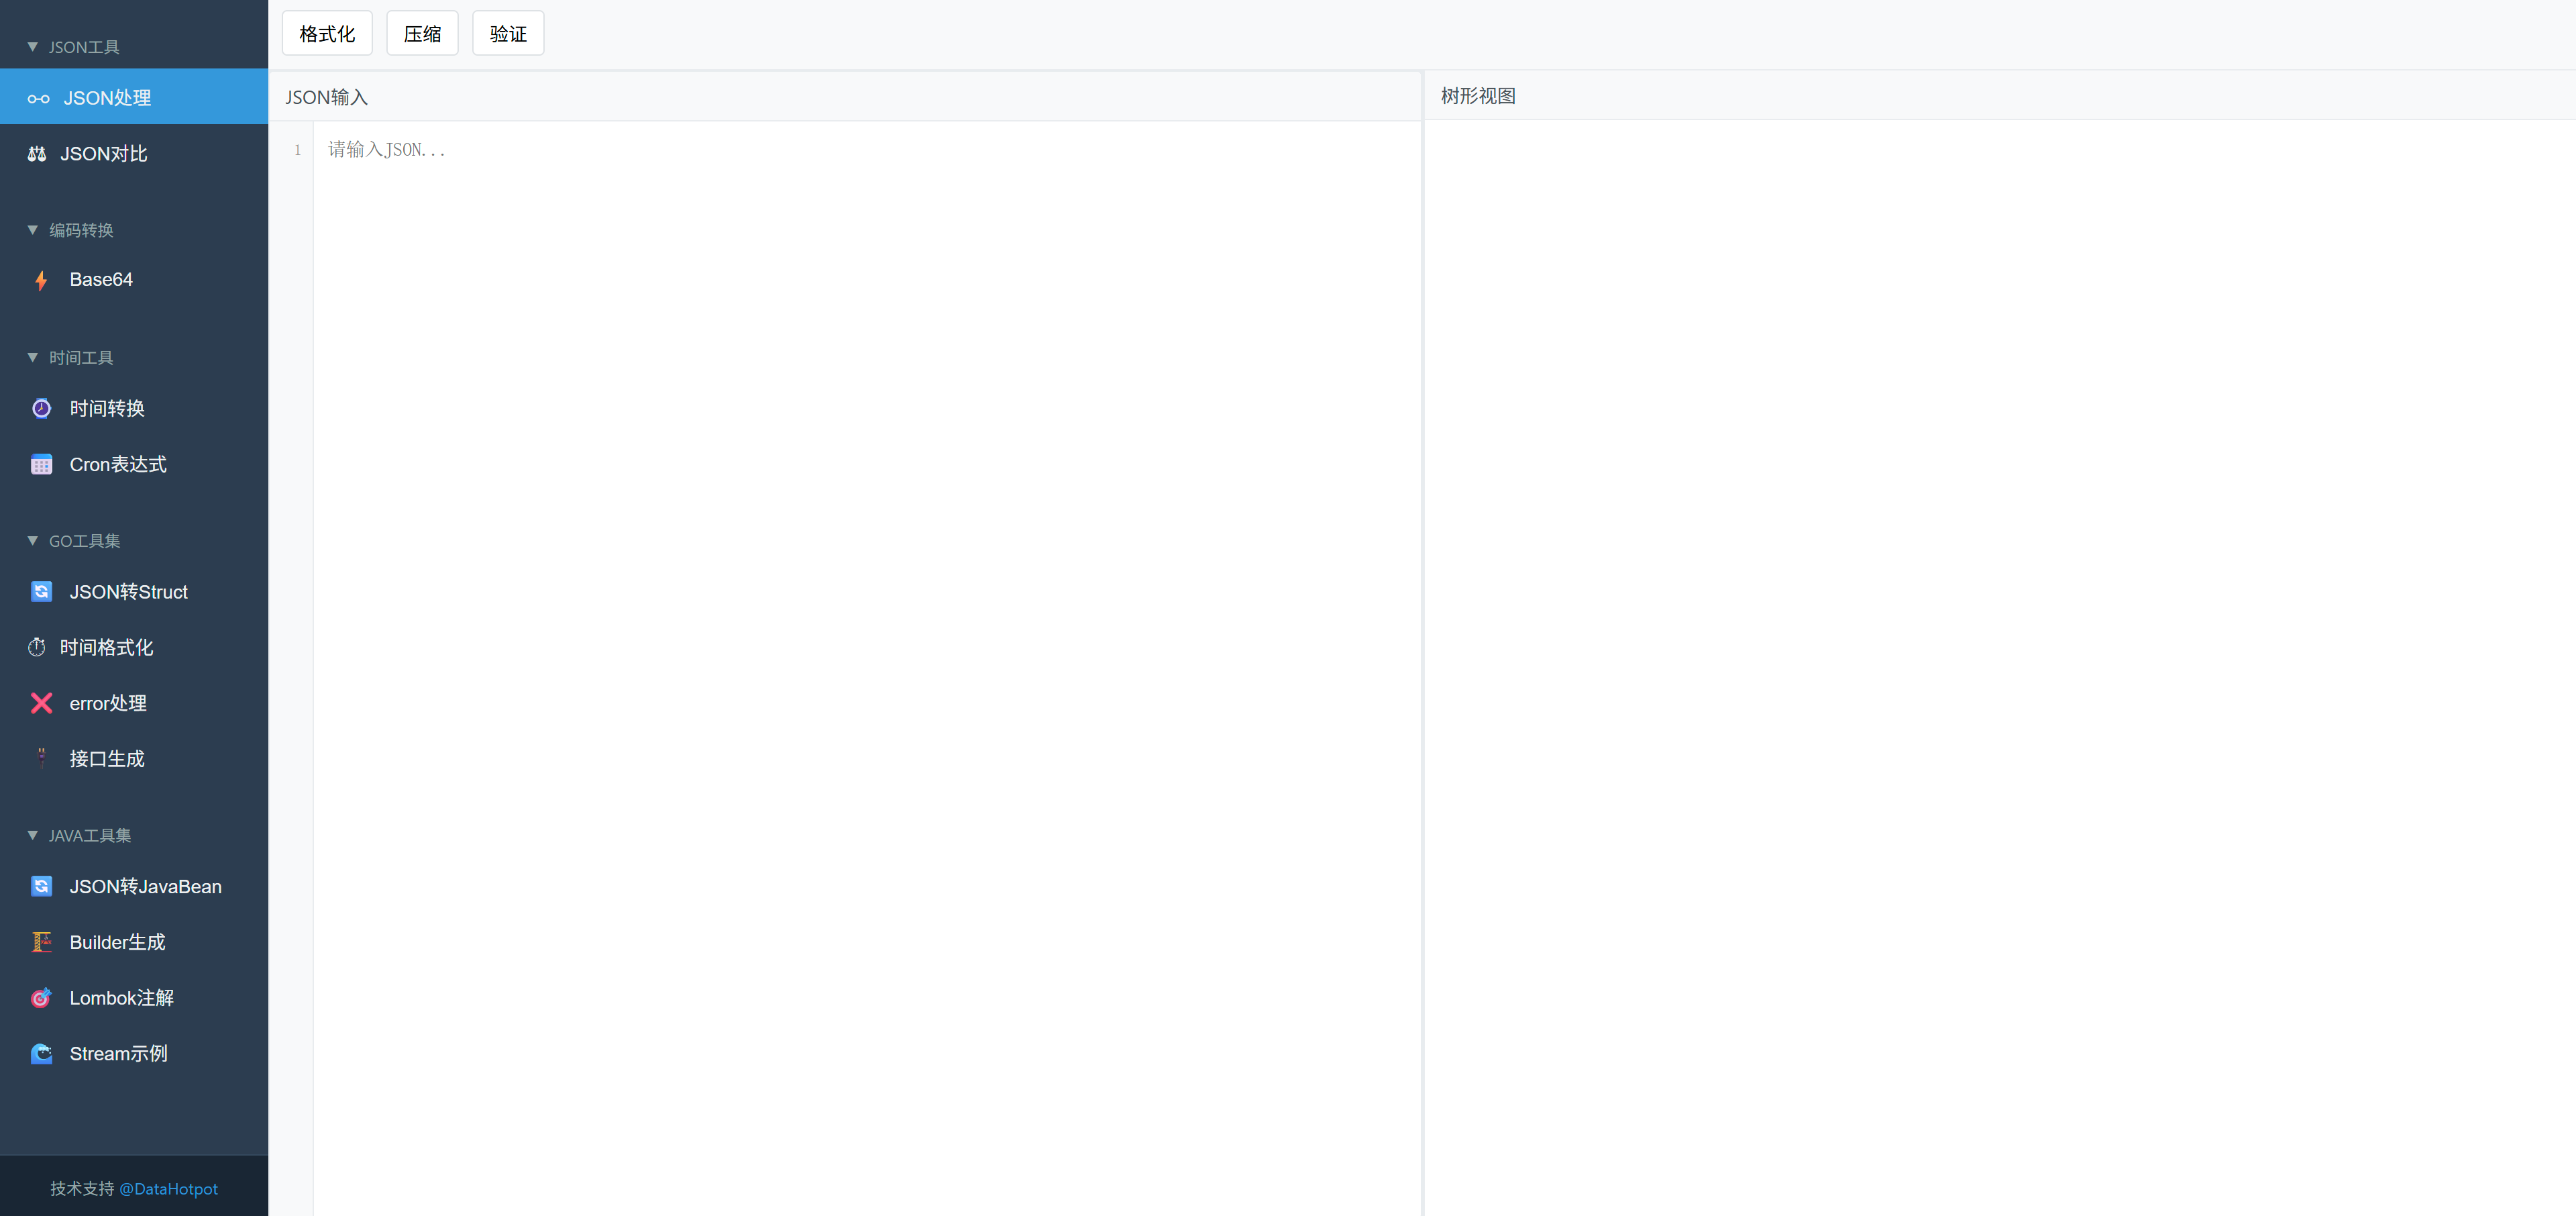 JSON工具
JSON处理
JSON对比
编码转换
Base64
时间工具
时间转换
Cron表达式
GO工具集
JSON转Struct
时间格式化
error处理
接口生成
JAVA工具集
JSON转JavaBean
Builder生成
Lombok注解
Stream示例
技术支持 @DataHotpot
格式化 压缩 验证
JSON输入
1 请输入JSON...
树形视图